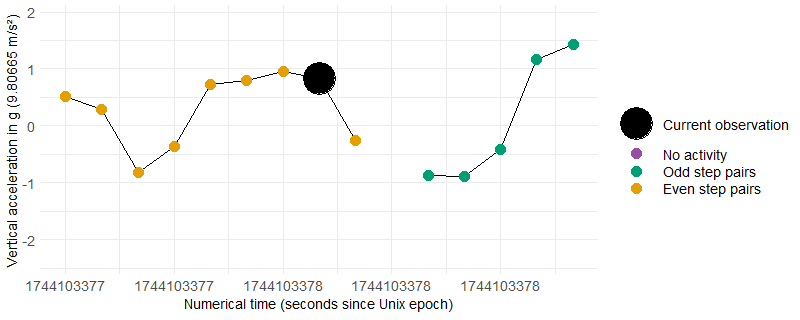 Vertical acceleration in g (9.80665 m/s²)
2
1
0
-1
-2
1744103377 1744103377 1744103378 1744103378 1744103378
Numerical time (seconds since Unix epoch)
Current observation
No activity
Odd step pairs
Even step pairs